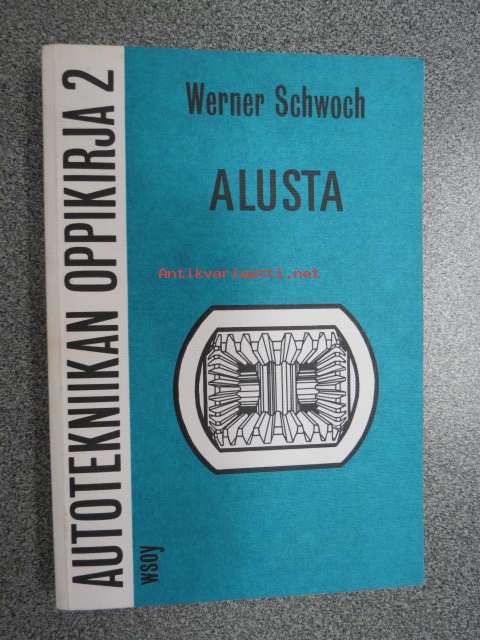 AUTOTEKNIIKAN OPPIKIRJA 2
Werner Schwoch
ALUSTA
Antikvariaatti.net
wsoy